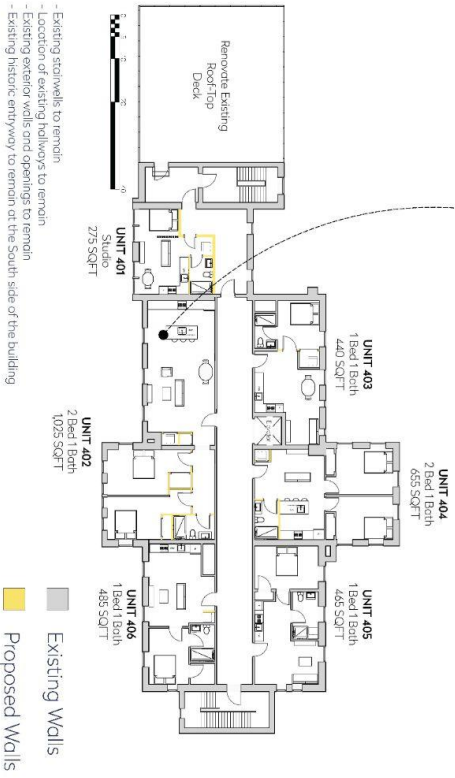 Renovate Existing
Roof-Top
Deck
UNIT 401
Studio
275 SQFT
UNIT 403
1 Bed 1 Bath
440 SQFT
UNIT 402
2 Bed 1 Bath
1,025 SQFT
UNIT 404
2 Bed 1 Bath
655 SQFT
UNIT 406
1 Bed 1 Bath
485 SQFT
UNIT 405
1 Bed 1 Bath
465 SQFT
- Existing stairwells to remain
- Location of existing hallways to remain
- Existing exterior walls and openings to remain
- Existing historic entryway to remain at the South side of the building
Existing Walls
Proposed Walls